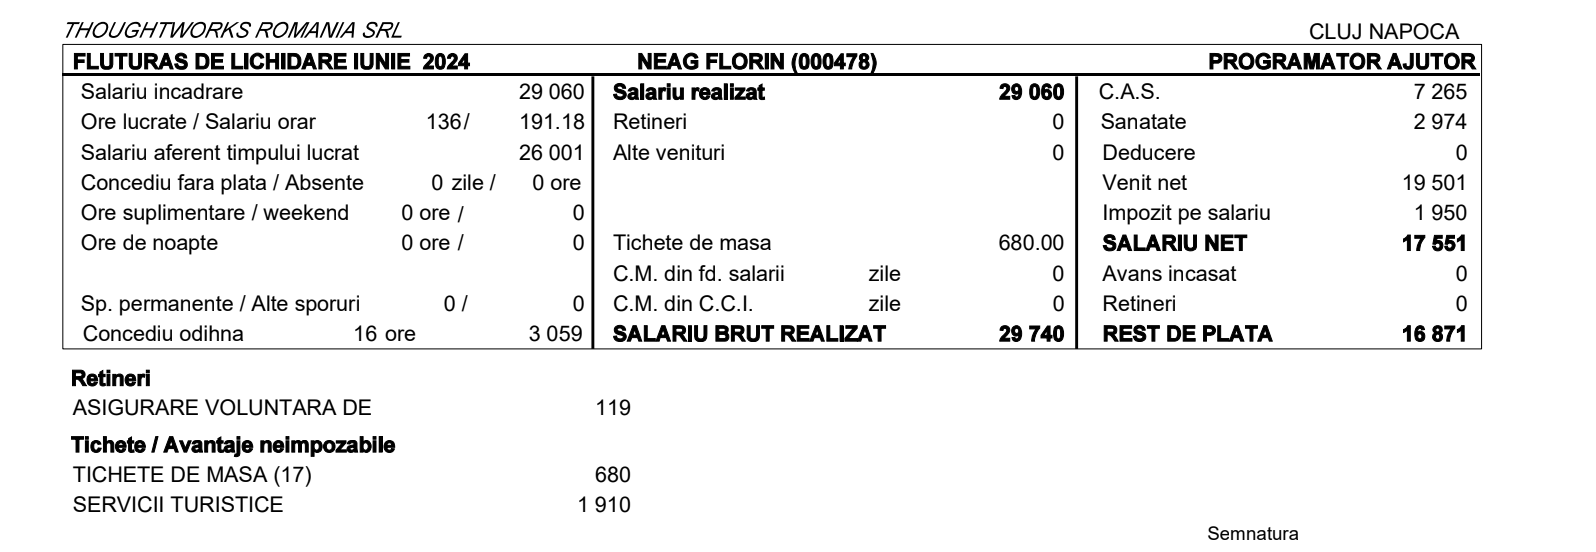 THOUGHTWORKS ROMANIA SRL CLUJ NAPOCA
FLUTURAS DE LICHIDARE IUNIE 2024 NEAG FLORIN (000478) PROGRAMATOR AJUTOR
Salariu incadrare 29 060 Salariu realizat 29 060 C.A.S. 7 265
Ore lucrate / Salariu orar 136/ 191.18 Retineri 0 Sanatate 2 974
Salariu aferent timpului lucrat 26 001 Alte venituri 0 Deducere 0
Concediu fara plata / Absente 0 zile / 0 ore Venit net 19 501
Ore suplimentare / weekend 0 ore / 0 Impozit pe salariu 1 950
Ore de noapte 0 ore / 0 Tichete de masa 680.00 SALARIU NET 17 551
C.M. din fd. salarii zile 0 Avans incasat 0
Sp. permanente / Alte sporuri 0 / 0 C.M. din C.C.I. zile 0 Retineri 0
Concediu odihna 16 ore 3 059 SALARIU BRUT REALIZAT 29 740 REST DE PLATA 16 871
Retineri
ASIGURARE VOLUNTARA DE 119
Tichete / Avantaje neimpozabile
TICHETE DE MASA (17) 680
SERVICII TURISTICE 1 910
Semnatura